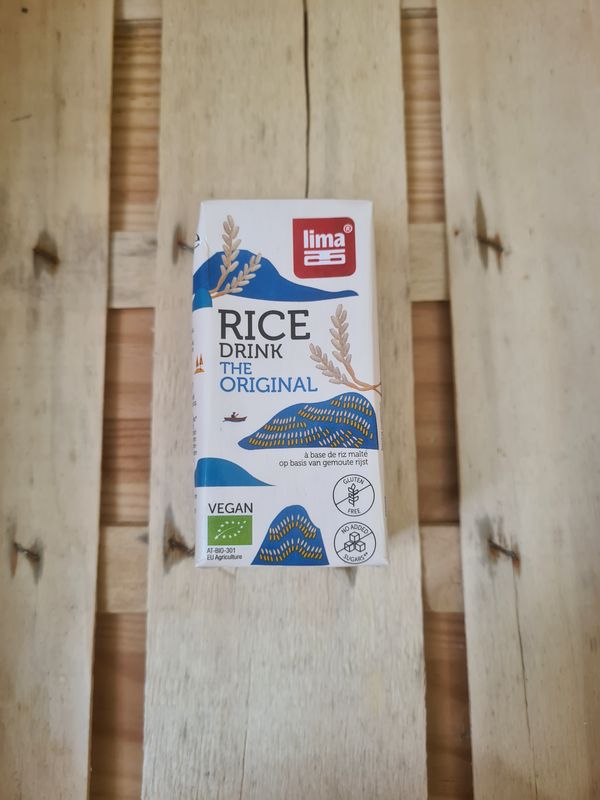 lima®
RICE
DRINK
THE
ORIGINAL
à base de riz malté
op basis van gemoute rijst
GLUTEN
FREE
VEGAN
AT-BIO-301
EU Agriculture
NO ADDED
SUGARS**